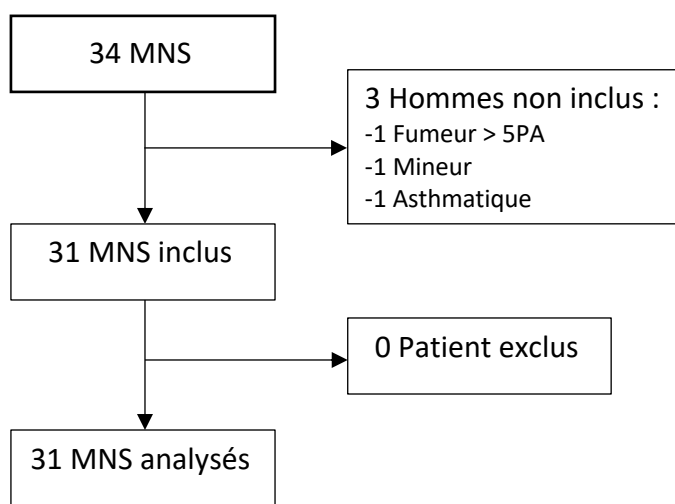 34 MNS
3 Hommes non inclus :
-1 Fumeur > 5PA
-1 Mineur
-1 Asthmatique
31 MNS inclus
0 Patient exclus
31 MNS analysés